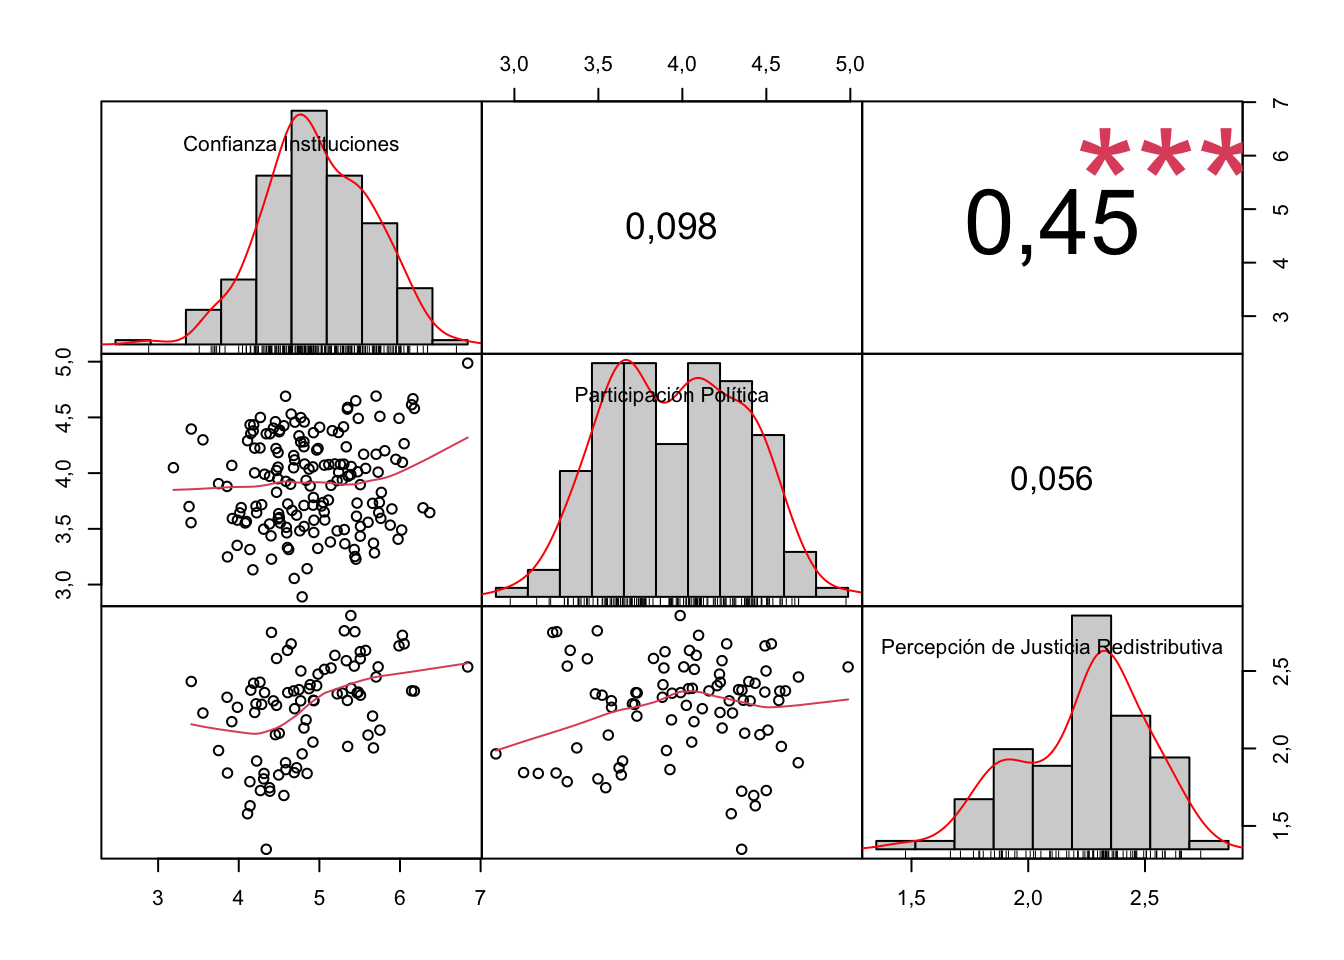 3,0 3,5 4,0 4,5 5,0
Confianza Instituciones
0,098
***
0,45
7
6
5
4
3
5,0
4,5
4,0
3,5
3,0
Participación Política
0,056
Percepción de Justicia Redistributiva
2,5
2,0
1,5
3 4 5 6 7
1,5 2,0 2,5